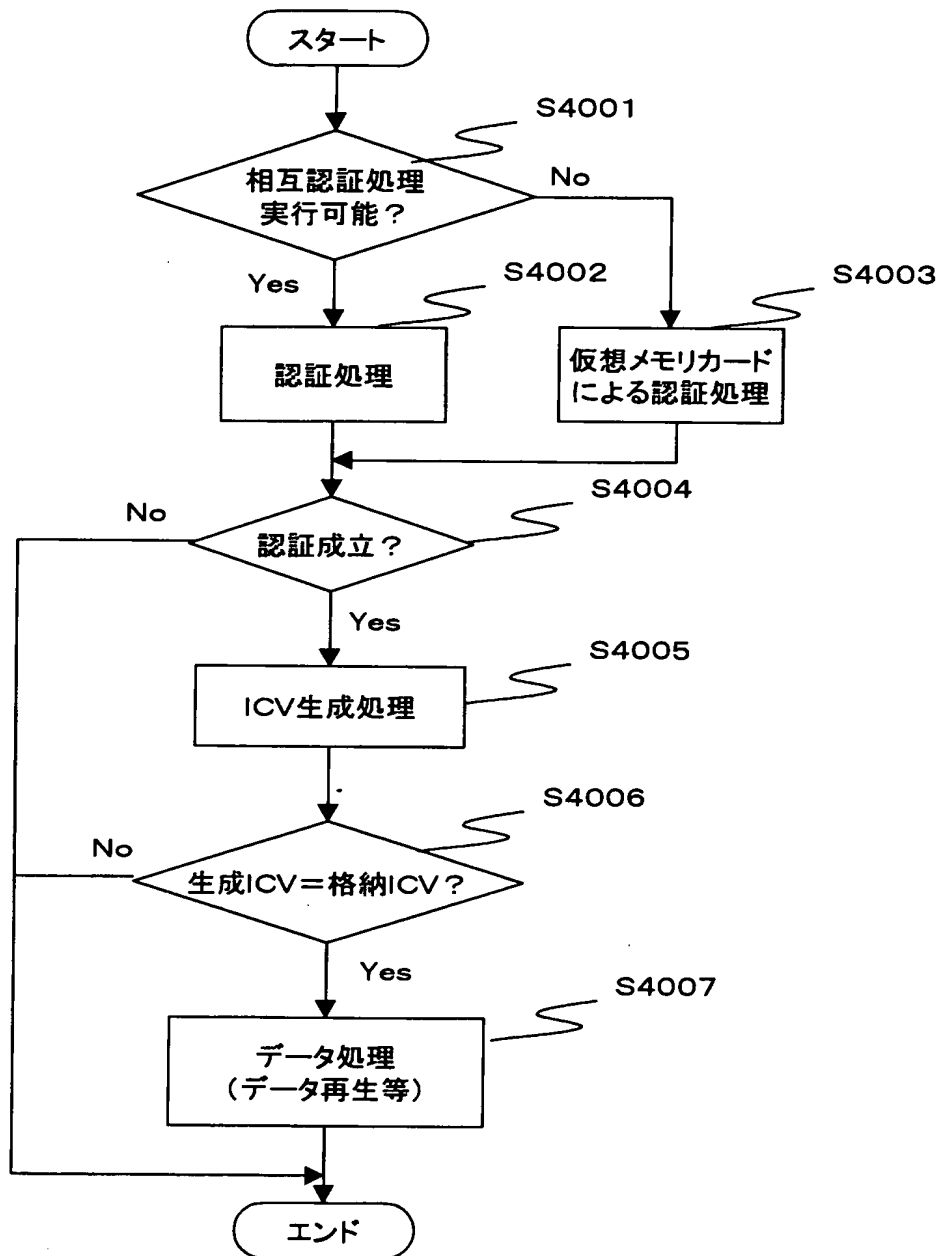 スタート
S4001
相互認証処理
実行可能?
No
Yes
S4002
S4003
認証処理
仮想メモリカード
による認証処理
S4004
No
認証成立?
Yes
S4005
ICV生成処理
S4006
No
生成ICV=格納ICV?
Yes
S4007
データ処理
(データ再生等)
エンド